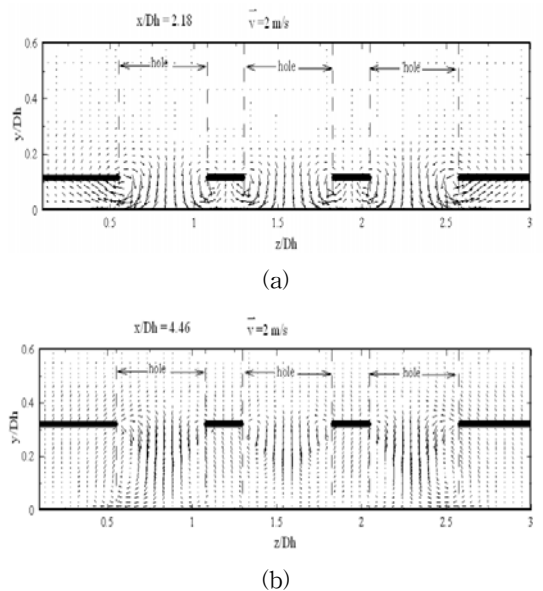 x/Dh = 2.18 v = 2 m/s
0.6
hole hole hole
0.4
y/Dh
0.2
0
0.5 1 1.5 2 2.5 3
z/Dh
(a)
x/Dh = 4.46 v = 2 m/s
0.6
hole hole hole
0.4
y/Dh
0.2
0
0.5 1 1.5 2 2.5 3
z/Dh
(b)